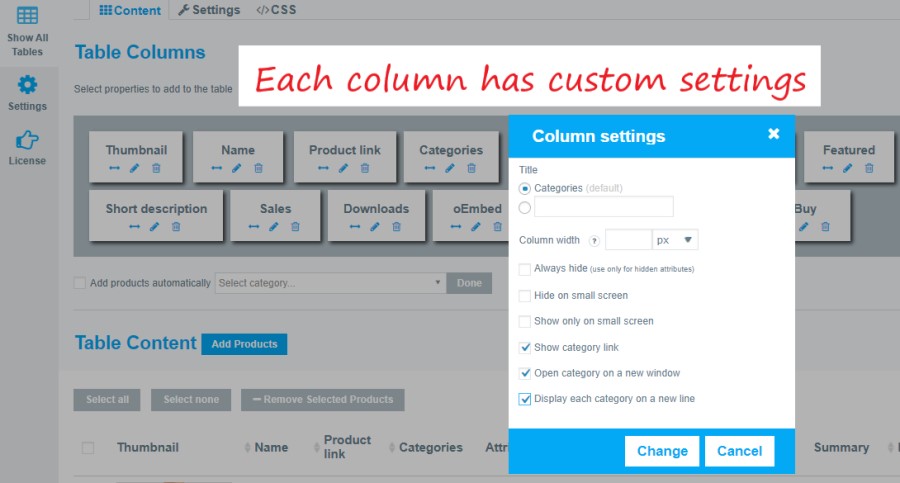 Content
Settings
</>CSS
Show All
Tables
Settings
License
Table Columns
Each column has custom settings
Select properties to add to the table
Thumbnail
Name
Product link
Categories
Featured
Short description
Sales
Downloads
oEmbed
Buy
Add products automatically
Select category...
Done
Table Content
Add Products
Select all
Select none
Remove Selected Products
Thumbnail
Name
Product
link
Categories
Summary
Column settings
Title
Categories (default)
Column width ? px
Always hide (use only for hidden attributes)
Hide on small screen
Show only on small screen
Show category link
Open category on a new window
Display each category on a new line
Change
Cancel